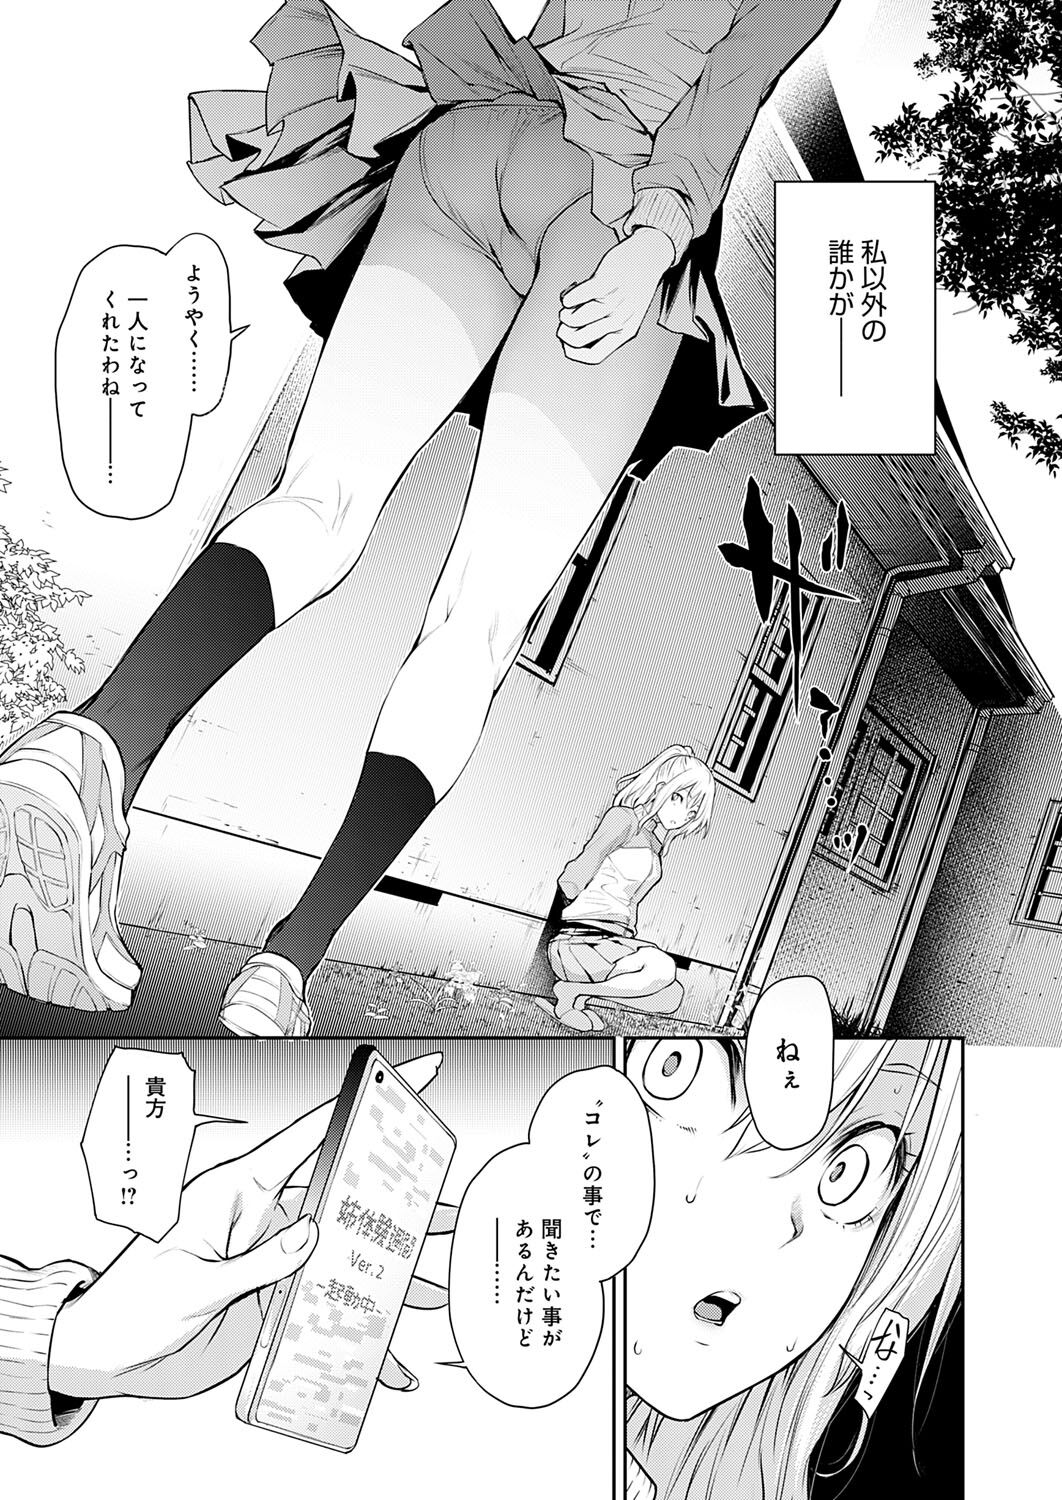 私以外の
誰かが――
ザッ…
ようやく……
一人になって
くれたわね――…
ねぇ
な…っ
〝コレ〟の事で…
聞きたい事が
あるんだけど
――……
貴方
――…っ!?
Ver.2
-起動中-